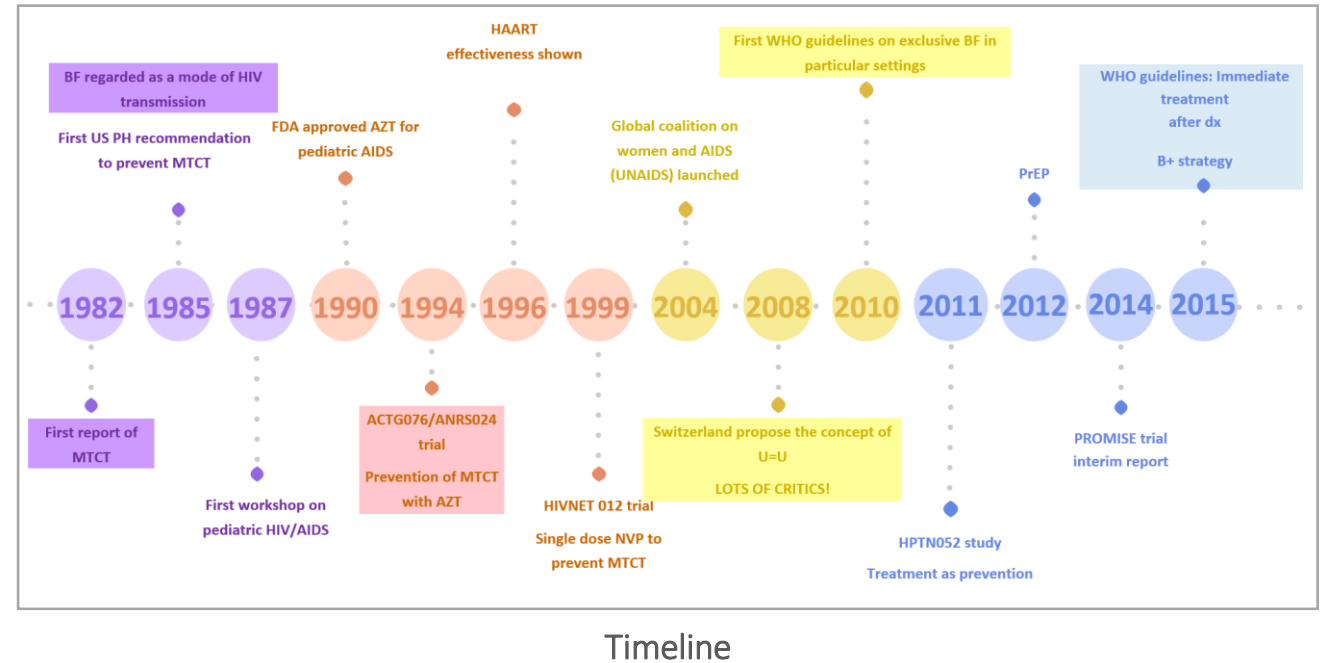 HAART
effectiveness shown
First WHO guidelines on exclusive BF in
particular settings
BF regarded as a mode of HIV
transmission
First US PH recommendation
to prevent MTCT
FDA approved AZT for
pediatric AIDS
Global coalition on
women and AIDS
(UNAIDS) launched
WHO guidelines: Immediate
treatment
after dx
B+ strategy
PrEP
1982 1985 1987 1990 1994 1996 1999 2004 2008 2010 2011 2012 2014 2015
First report of
MTCT
First workshop on
pediatric HIV/AIDS
ACTG076/ANRS024
trial
Prevention of MTCT
with AZT
HIVNET 012 trial
Single dose NVP to
prevent MTCT
Switzerland propose the concept of
U=U
LOTS OF CRITICS!
HPTN052 study
Treatment as prevention
PROMISE trial
interim report
Timeline